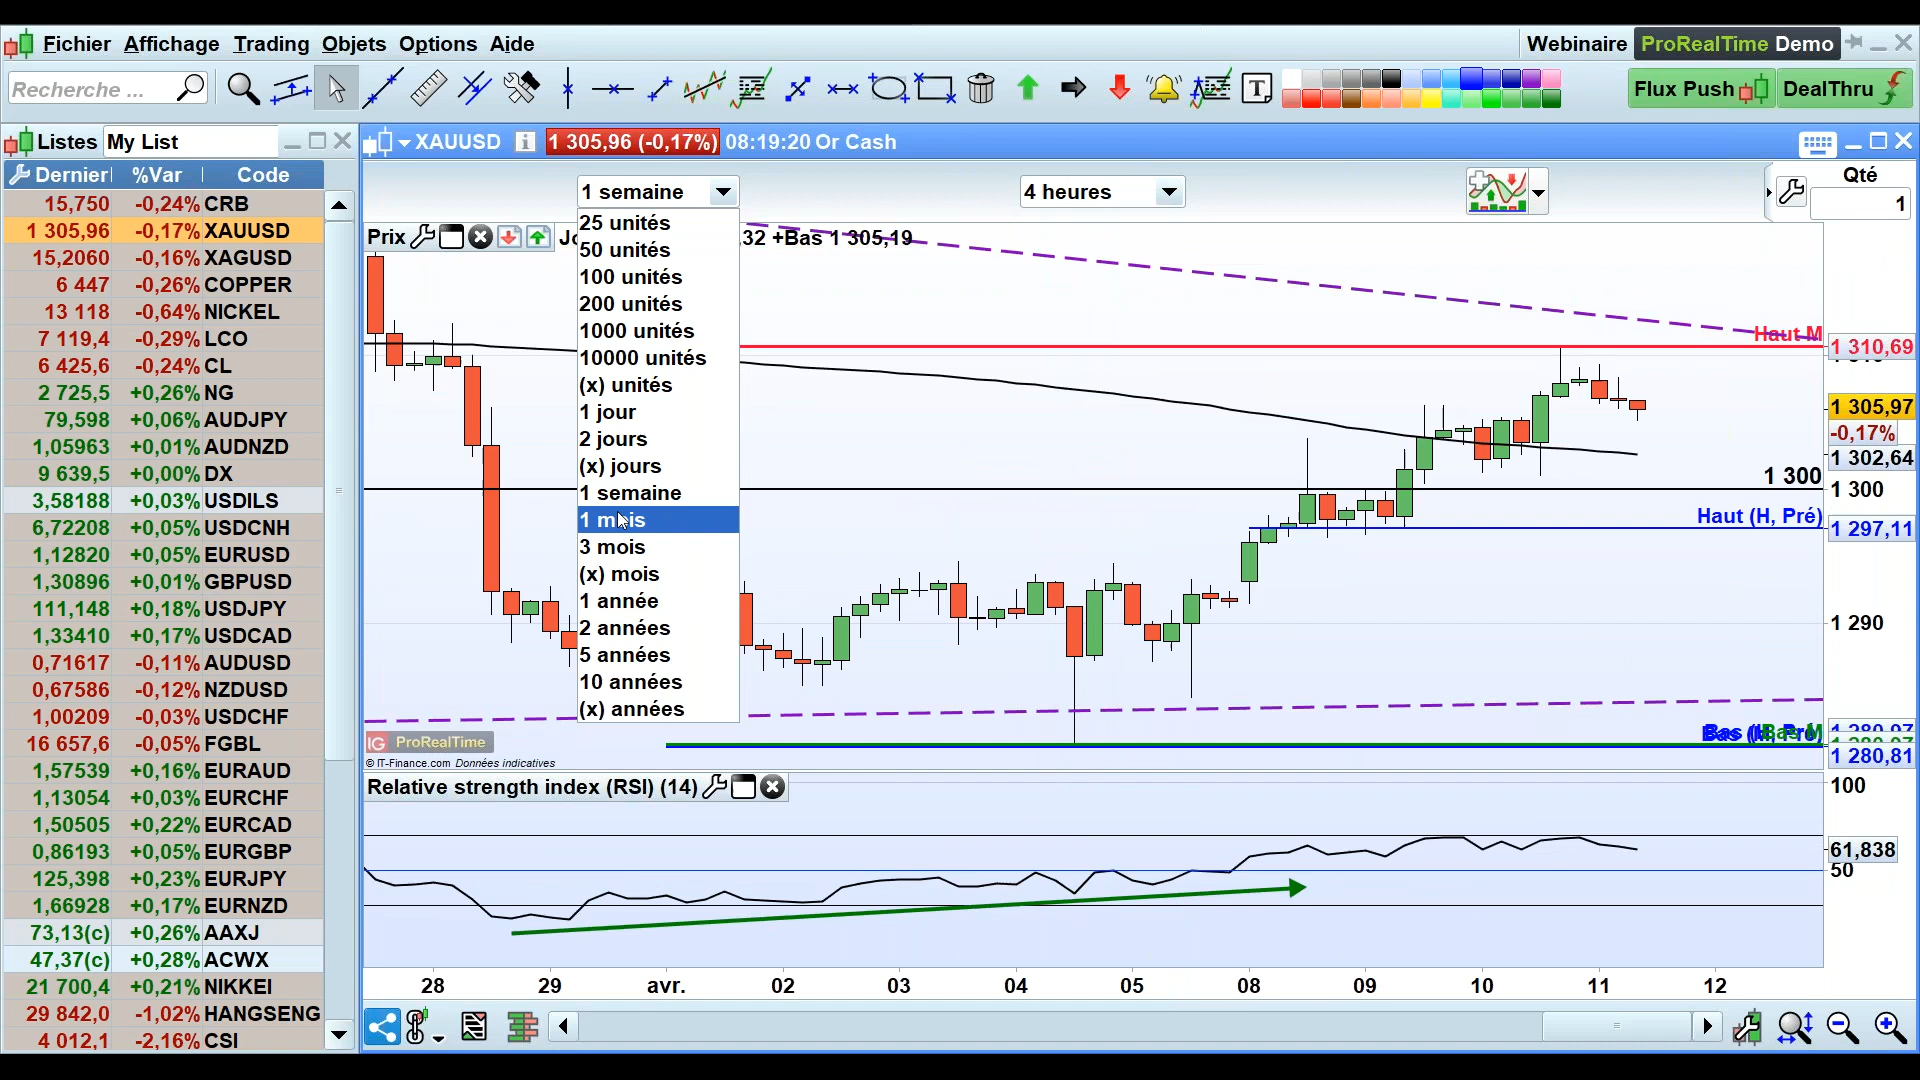 Fichier Affichage Trading Objets Options Aide
Webinaire ProRealTime Demo
Recherche ...
T
Flux Push DealThru
Listes My List
XAUUSD i 1 305,96 (-0,17%) 08:19:20 Or Cash
Dernier %Var Code
1 semaine
4 heures
Qté
1
15,750 -0,24% CRB
1 305,96 -0,17% XAUUSD
15,2060 -0,16% XAGUSD
6 447 -0,26% COPPER
13 118 -0,64% NICKEL
7 119,4 -0,29% LCO
6 425,6 -0,24% CL
2 725,5 +0,26% NG
79,598 +0,06% AUDJPY
1,05963 +0,01% AUDNZD
9 639,5 +0,00% DX
3,58188 +0,03% USDILS
6,72208 +0,05% USDCNH
1,12820 +0,05% EURUSD
1,30896 +0,01% GBPUSD
111,148 +0,18% USDJPY
1,33410 +0,17% USDCAD
0,71617 -0,11% AUDUSD
0,67586 -0,12% NZDUSD
1,00209 -0,03% USDCHF
16 657,6 -0,05% FGBL
1,57539 +0,16% EURAUD
1,13054 +0,03% EURCHF
1,50505 +0,22% EURCAD
0,86193 +0,05% EURGBP
125,398 +0,23% EURJPY
1,66928 +0,17% EURNZD
73,13(c) +0,26% AAXJ
47,37(c) +0,28% ACWX
21 700,4 +0,21% NIKKEI
29 842,0 -1,02% HANGSENG
4 012,1 -2,16% CSI
Prix
,32 +Bas 1 305,19
25 unités
50 unités
100 unités
200 unités
1000 unités
10000 unités
(x) unités
1 jour
2 jours
(x) jours
1 semaine
1 mois
3 mois
(x) mois
1 année
2 années
5 années
10 années
(x) années
Haut M
1 310,69
1 305,97
-0,17%
1 302,64
1 300
1 300
Haut (H, Pré)
1 297,11
1 290
1 280,81
IG ProRealTime
© IT-Finance.com Données indicatives
Relative strength index (RSI) (14)
100
61,838
50
28 29 avr. 02 03 04 05 08 09 10 11 12